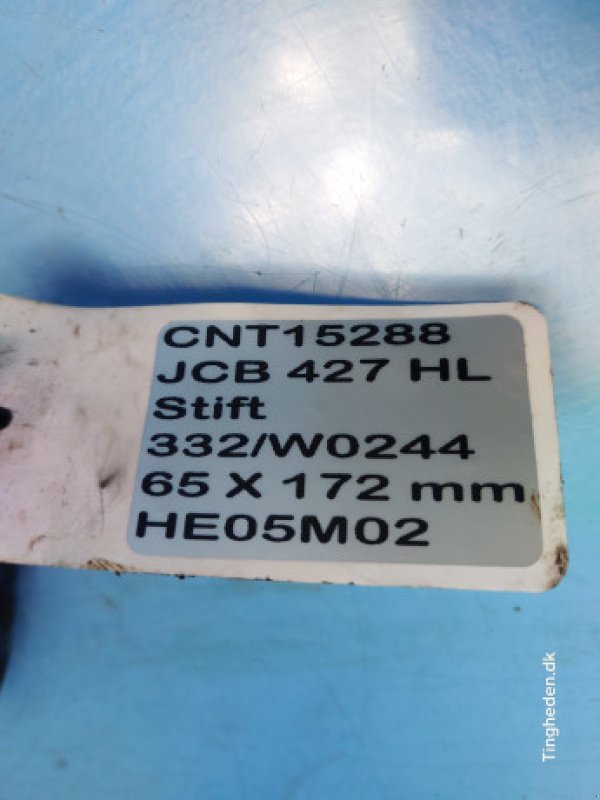 CNT15288
JCB 427 HL
Stift
332/W0244
65 X 172 mm
HE05M02
Tingheden.dk